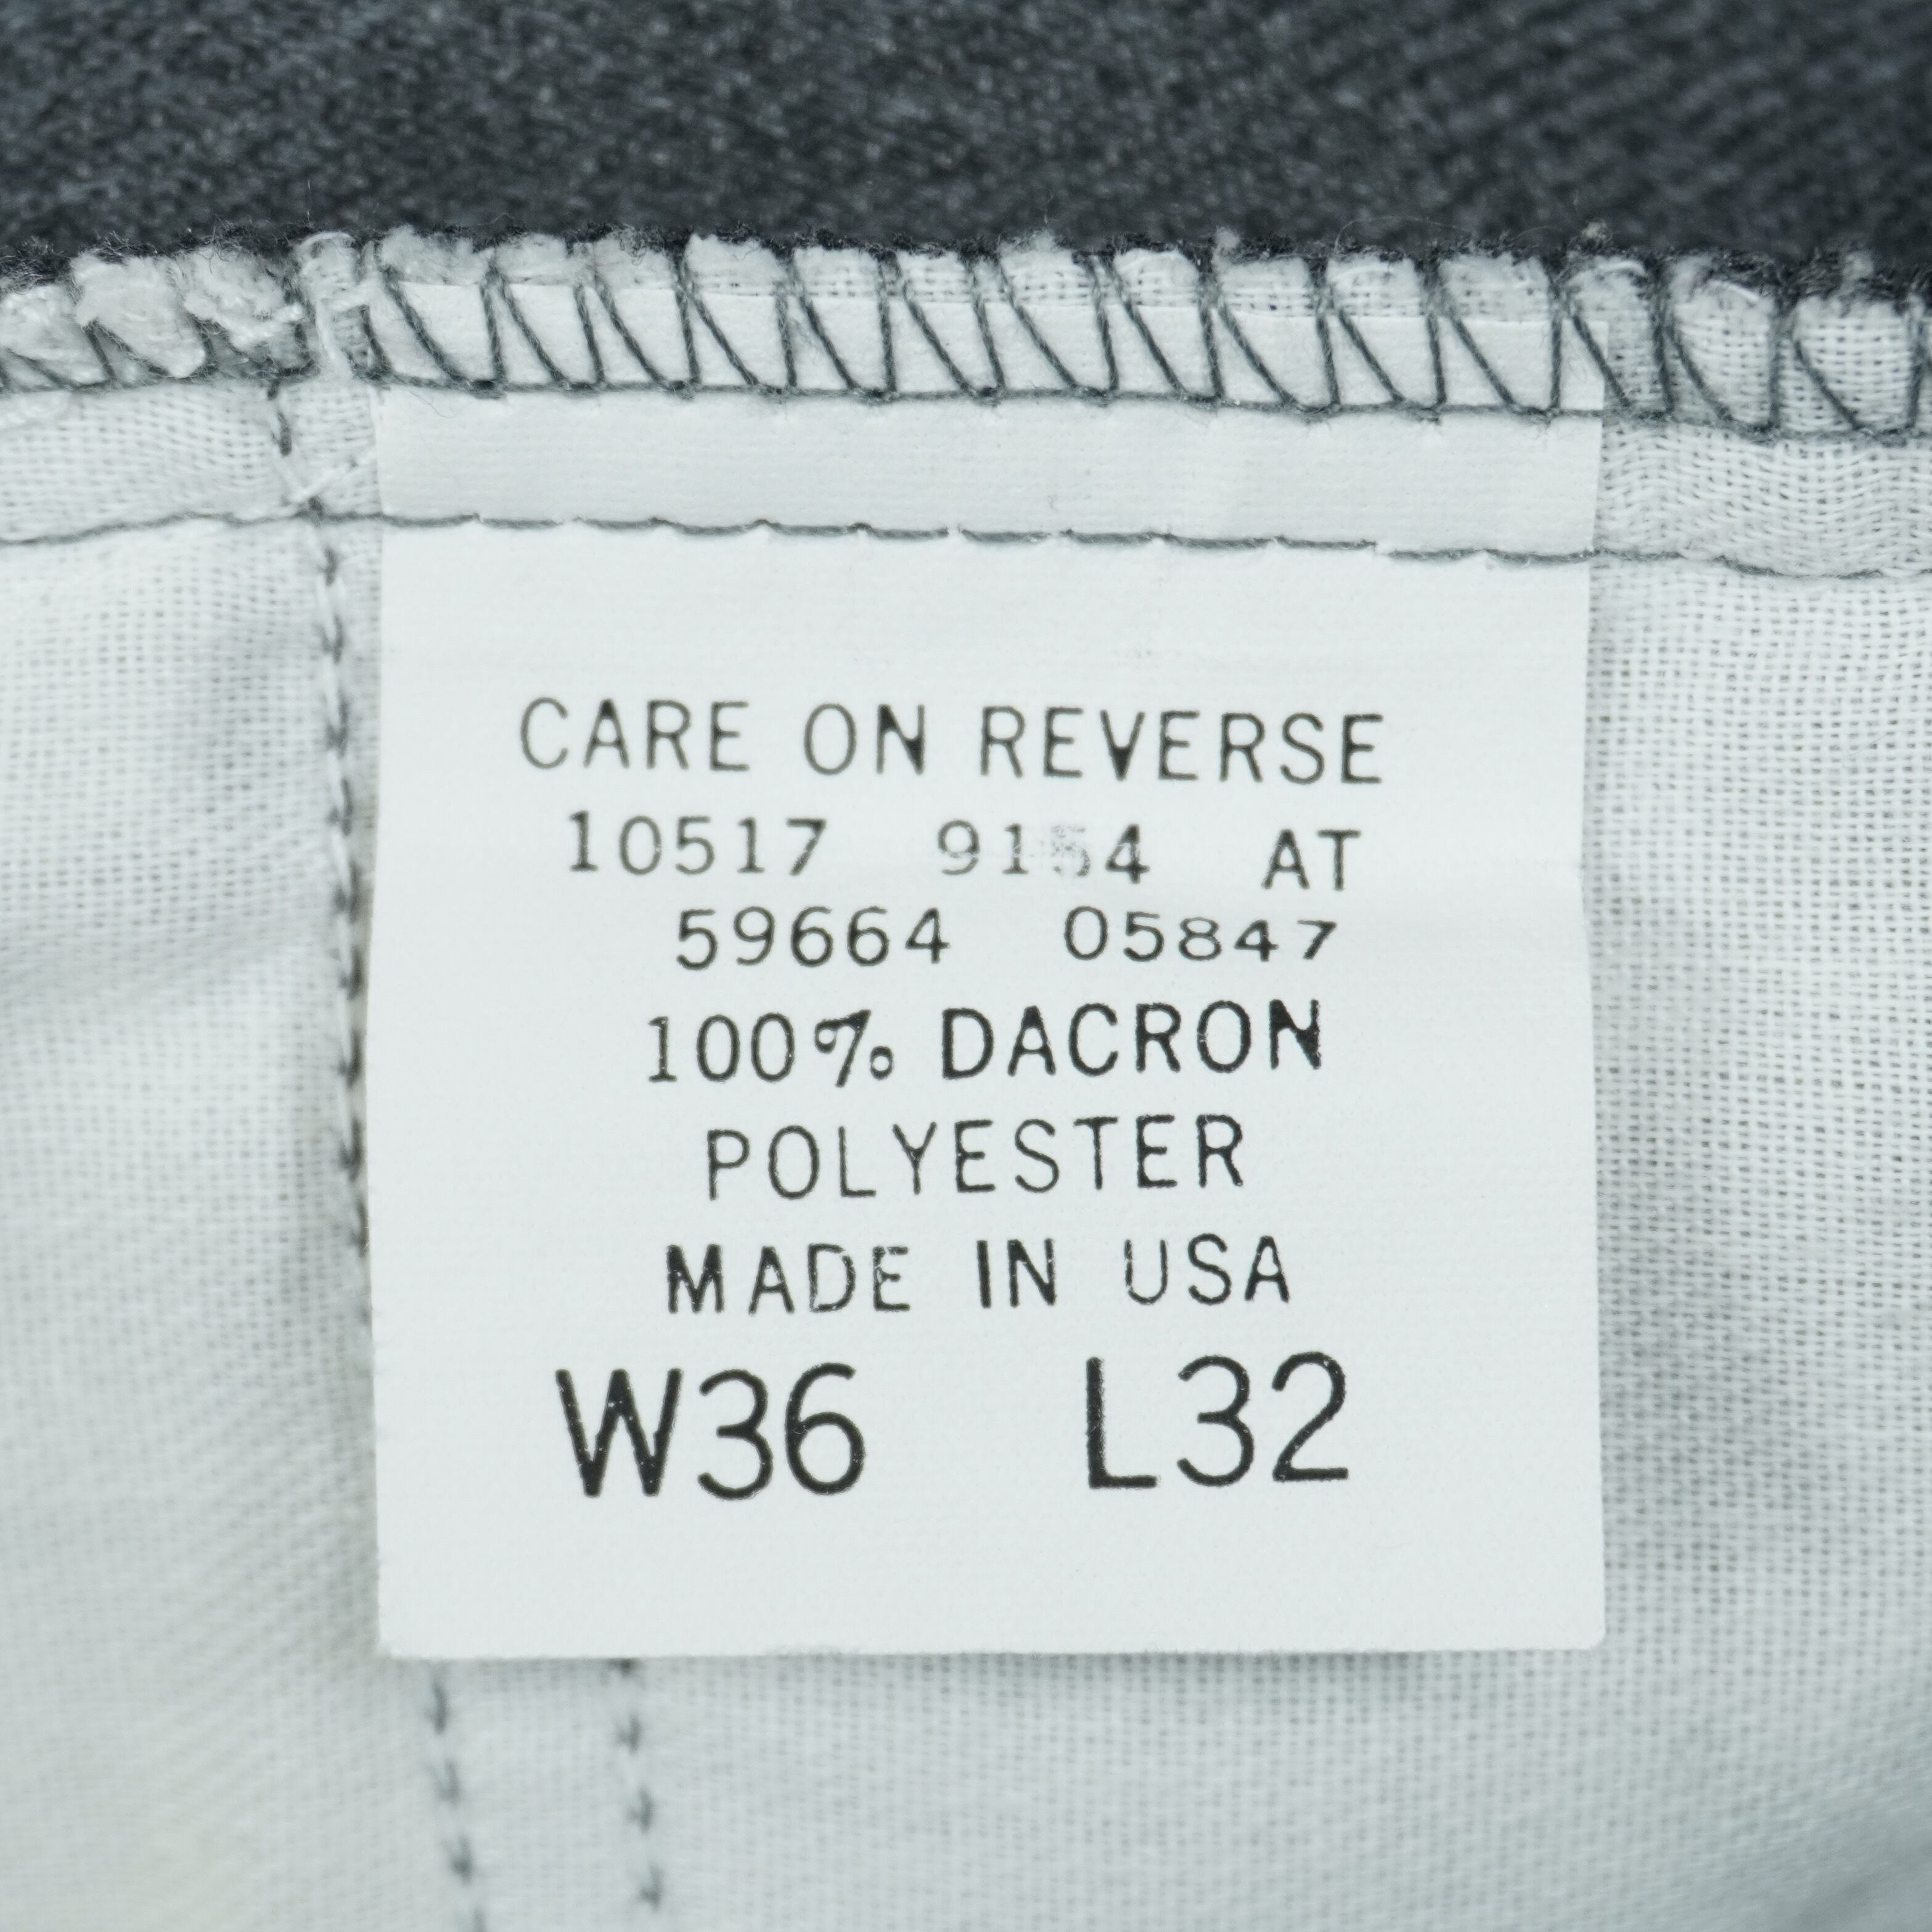 CARE ON REVERSE
10517 9154 AT
59664 05847
100% DACRON
POLYESTER
MADE IN USA
W36 L32